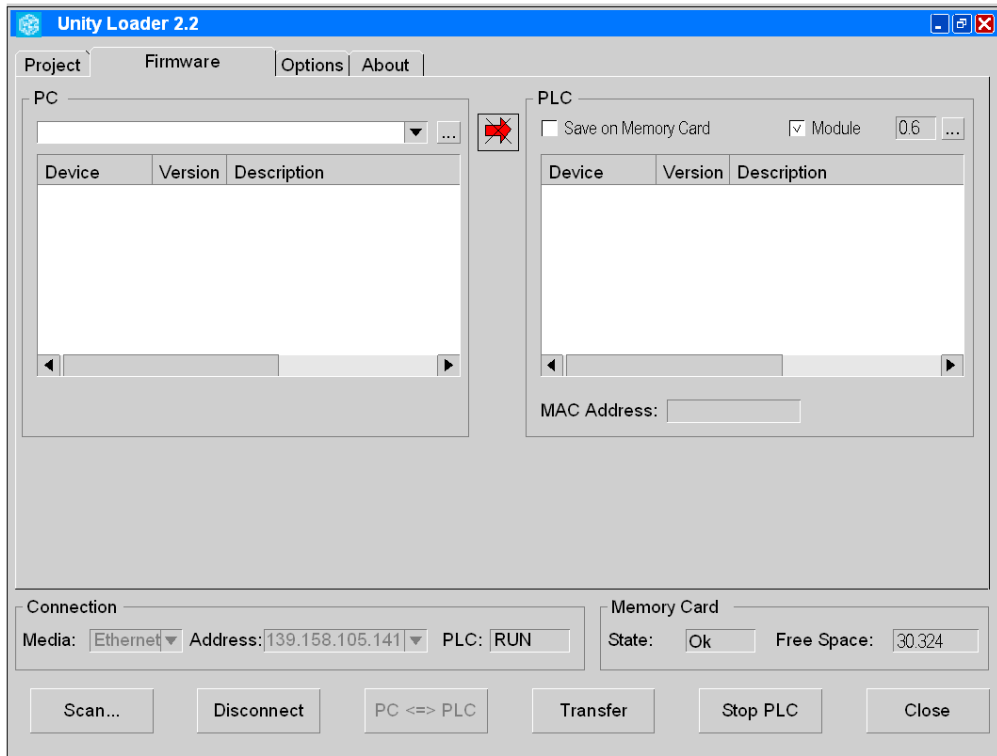 Unity Loader 2.2
Project Firmware Options About
PC
...
Device Version Description
PLC
Save on Memory Card Module 0.6 ...
Device Version Description
MAC Address:
Connection
Media: Ethernet Address: 139.158.105.141 PLC: RUN
Memory Card
State: Ok Free Space: 30.324
Scan... Disconnect PC <=> PLC Transfer Stop PLC Close